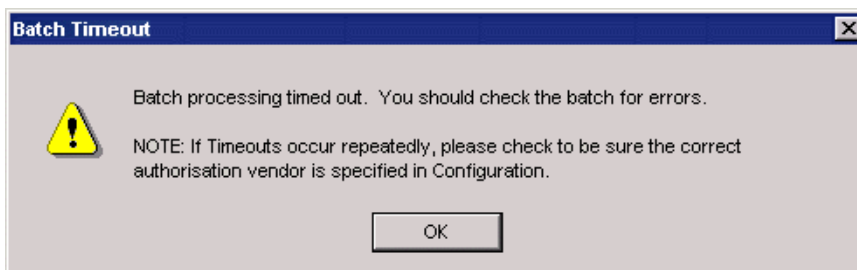 Batch Timeout
Batch processing timed out.  You should check the batch for errors.
NOTE: If Timeouts occur repeatedly, please check to be sure the correct
authorisation vendor is specified in Configuration.
OK